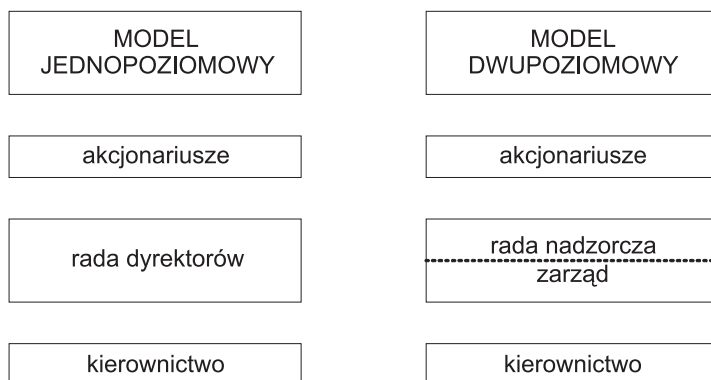 MODEL
JEDNOPOZIOMOWY
akcjonariusze
rada dyrektorów
kierownictwo
MODEL
DWUPOZIOMOWY
akcjonariusze
rada nadzorcza
zarząd
kierownictwo